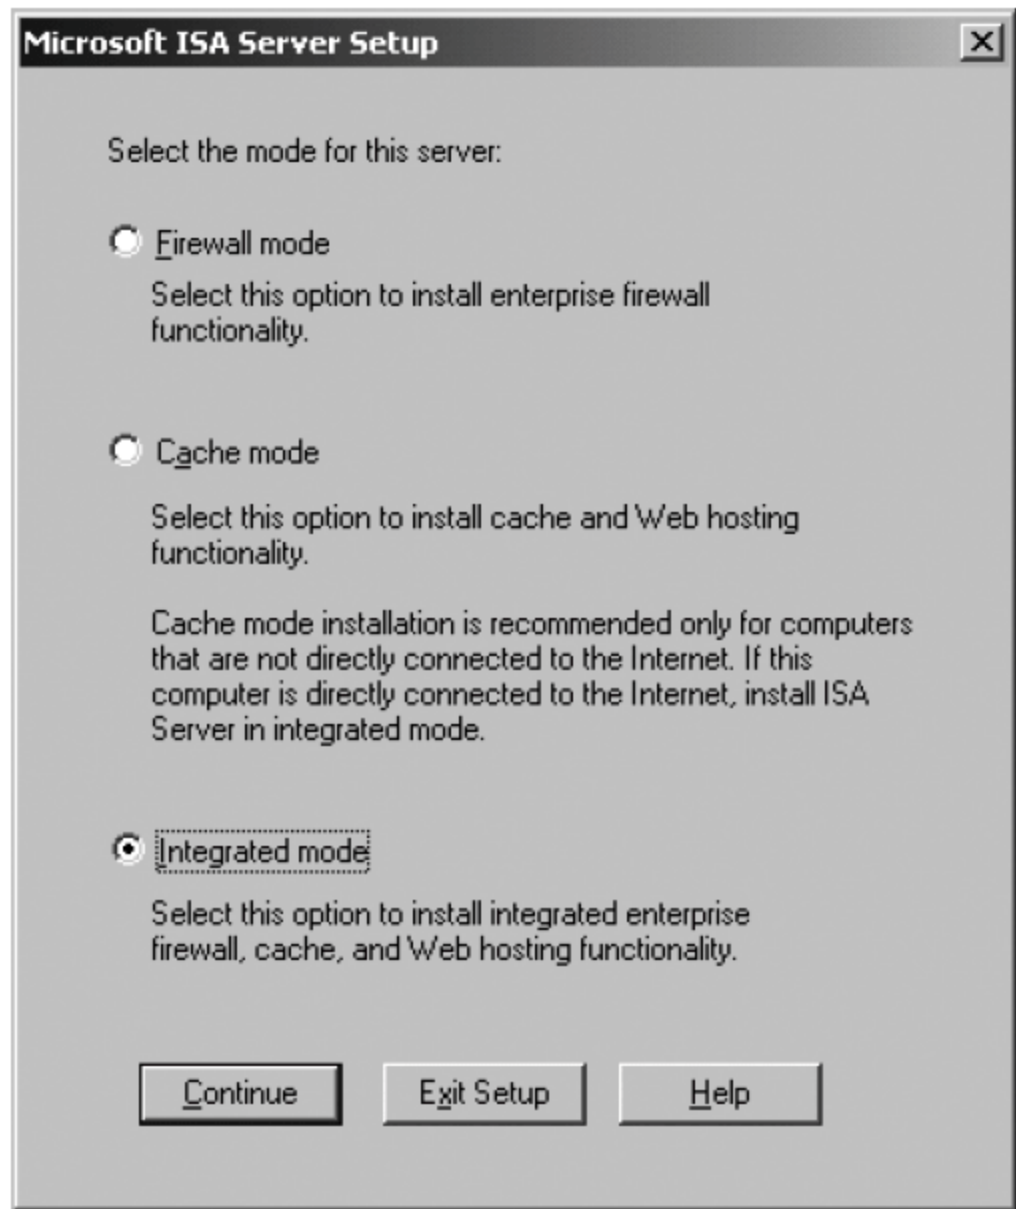 Microsoft ISA Server Setup
Select the mode for this server:
Firewall mode
Select this option to install enterprise firewall
functionality.
Cache mode
Select this option to install cache and Web hosting
functionality.
Cache mode installation is recommended only for computers
that are not directly connected to the Internet. If this
computer is directly connected to the Internet, install ISA
Server in integrated mode.
Integrated mode
Select this option to install integrated enterprise
firewall, cache, and Web hosting functionality.
Continue Exit Setup Help